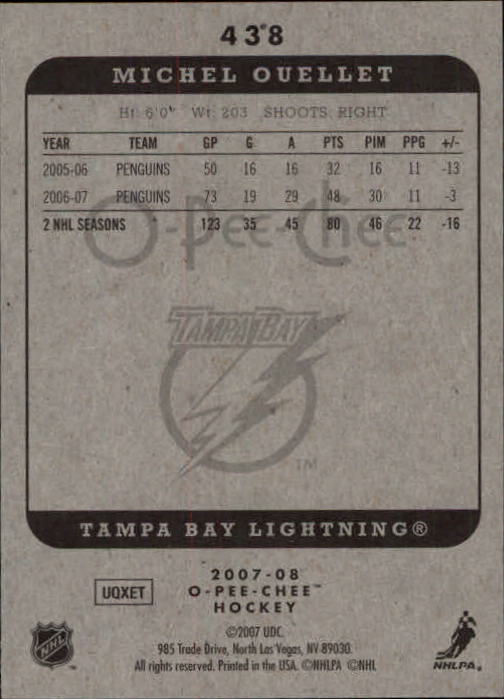 438
MICHEL OUELLET
Ht: 6'0" Wt: 203 SHOOTS: RIGHT
YEAR TEAM GP G A PTS PIM PPG +/-
2005-06 PENGUINS 50 16 16 32 16 11 -13
2006-07 PENGUINS 73 19 29 48 30 11 -3
2 NHL SEASONS 123 35 45 80 46 22 -16
O-Pee-Chee
TAMPA BAY
TM
TAMPA BAY LIGHTNING®
2007-08
UQXET
O-PEE-CHEE™
HOCKEY
©2007 UDC.
985 Trade Drive, North Las Vegas, NV 89030.
All rights reserved. Printed in the USA. ©NHLPA ©NHL
NHL
NHLPA